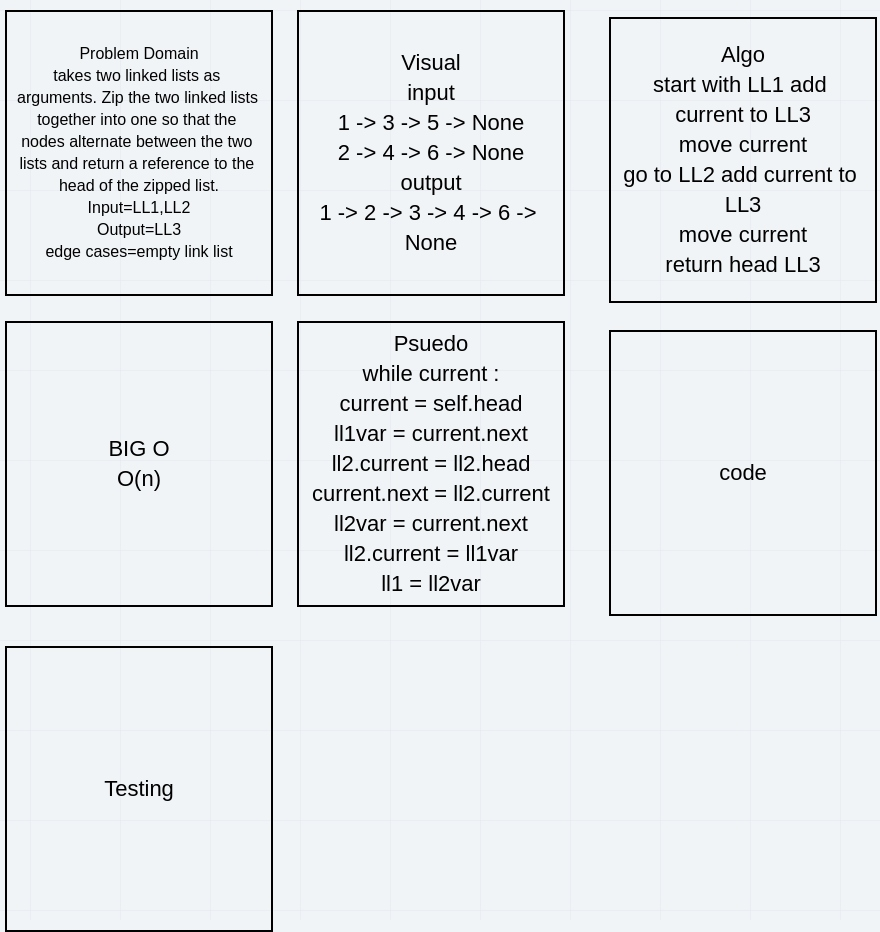 Problem Domain
takes two linked lists as
arguments. Zip the two linked lists
together into one so that the
nodes alternate between the two
lists and return a reference to the
head of the zipped list.
Input=LL1,LL2
Output=LL3
edge cases=empty link list
Visual
input
1 -> 3 -> 5 -> None
2 -> 4 -> 6 -> None
output
1 -> 2 -> 3 -> 4 -> 6 ->
None
Algo
start with LL1 add
current to LL3
move current
go to LL2 add current to
LL3
move current
return head LL3
BIG O
O(n)
Psuedo
while current :
current = self.head
ll1var = current.next
ll2.current = ll2.head
current.next = ll2.current
ll2var = current.next
ll2.current = ll1var
ll1 = ll2var
code
Testing